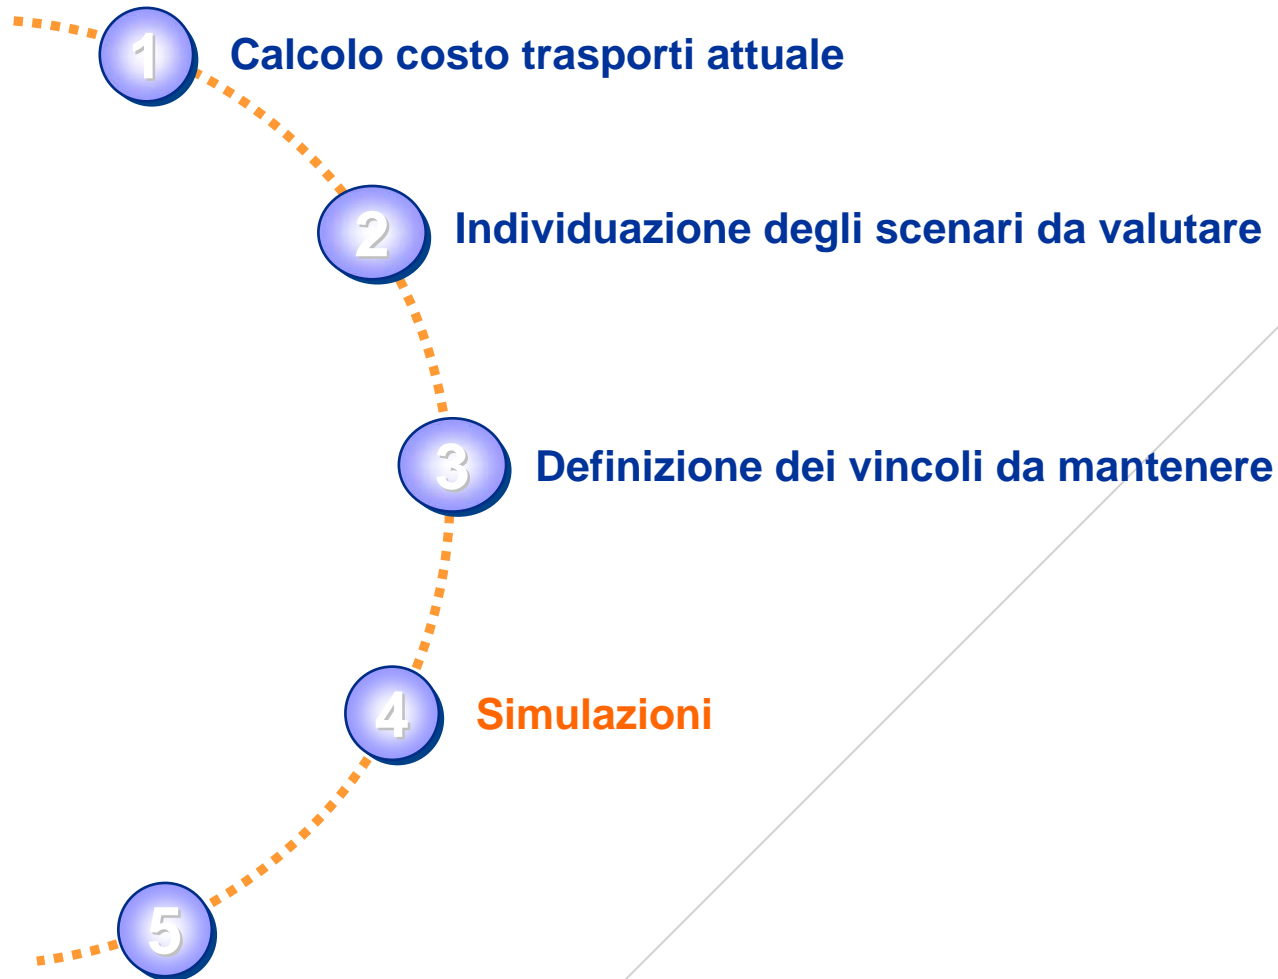 1
Calcolo costo trasporti attuale
2
Individuazione degli scenari da valutare
3
Definizione dei vincoli da mantenere
4
Simulazioni
5